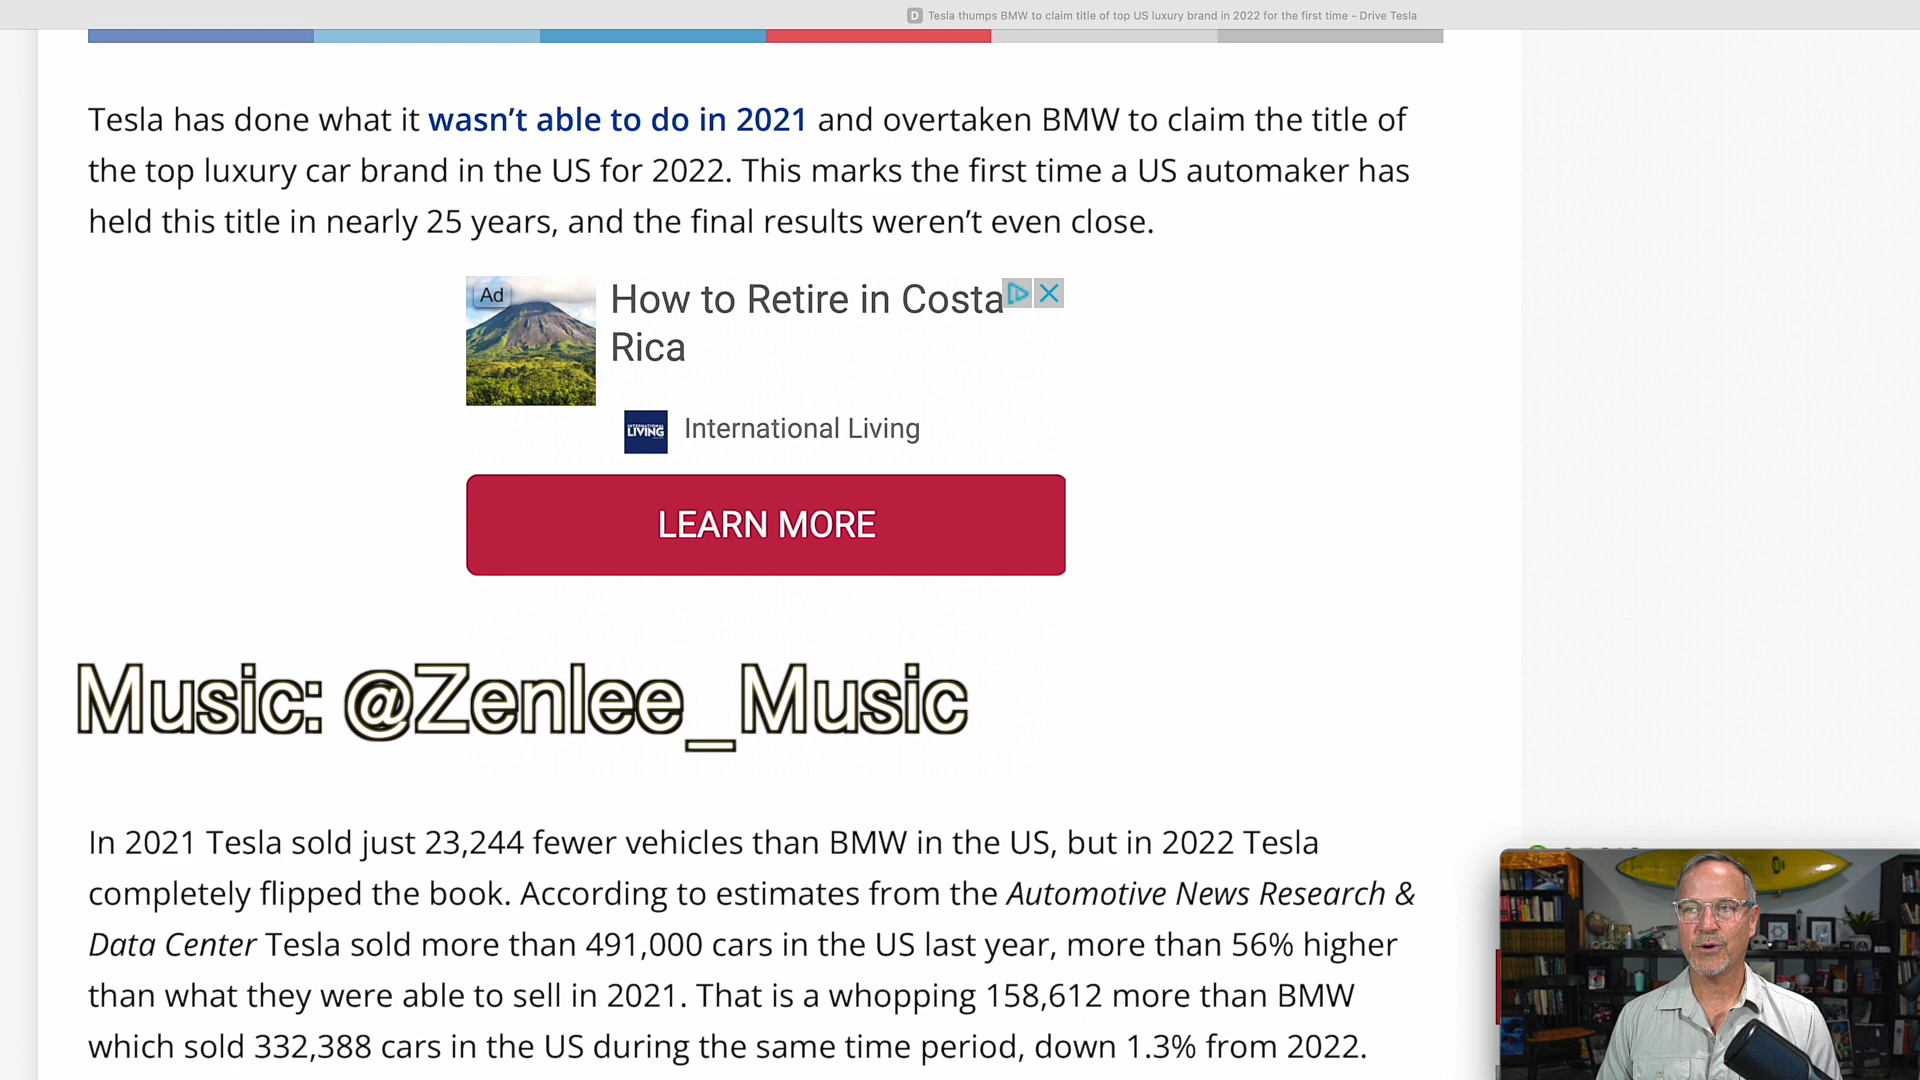 D Tesla thumps BMW to claim title of top US luxury brand in 2022 for the first time - Drive Tesla
Tesla has done what it wasn't able to do in 2021 and overtaken BMW to claim the title of
the top luxury car brand in the US for 2022. This marks the first time a US automaker has
held this title in nearly 25 years, and the final results weren't even close.
Ad
How to Retire in Costa
Rica
INTERNATIONAL
LIVING
International Living
LEARN MORE
Music: @Zenlee_Music
In 2021 Tesla sold just 23,244 fewer vehicles than BMW in the US, but in 2022 Tesla
completely flipped the book. According to estimates from the Automotive News Research &
Data Center Tesla sold more than 491,000 cars in the US last year, more than 56% higher
than what they were able to sell in 2021. That is a whopping 158,612 more than BMW
which sold 332,388 cars in the US during the same time period, down 1.3% from 2022.